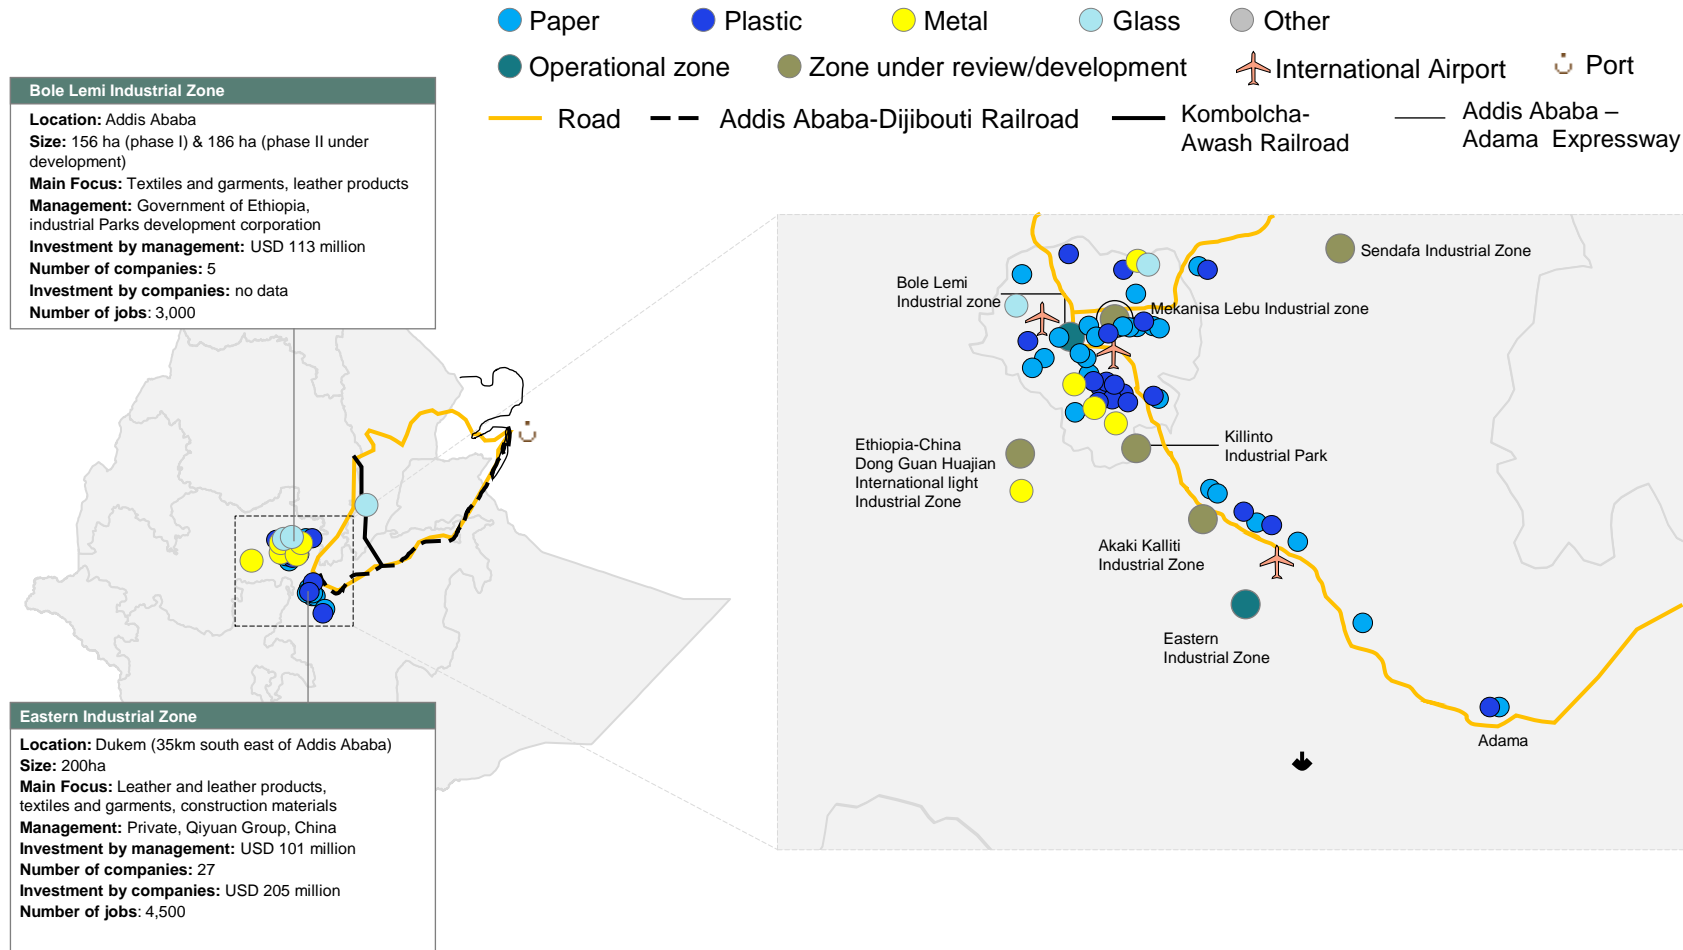 Paper
Plastic
Metal
Glass
Other
Operational zone
Zone under review/development
International Airport
Port
Road
Addis Ababa-Dijibouti Railroad
Kombolcha-
Awash Railroad
Addis Ababa –
Adama Expressway
Bole Lemi Industrial Zone
Location: Addis Ababa
Size: 156 ha (phase I) & 186 ha (phase II under
development)
Main Focus: Textiles and garments, leather products
Management: Government of Ethiopia,
industrial Parks development corporation
Investment by management: USD 113 million
Number of companies: 5
Investment by companies: no data
Number of jobs: 3,000
Sendafa Industrial Zone
Bole Lemi
Industrial zone
Mekanisa Lebu Industrial zone
Ethiopia-China
Dong Guan Huajian
International light
Industrial Zone
Killinto
Industrial Park
Akaki Kalliti
Industrial Zone
Eastern
Industrial Zone
Adama
Eastern Industrial Zone
Location: Dukem (35km south east of Addis Ababa)
Size: 200ha
Main Focus: Leather and leather products,
textiles and garments, construction materials
Management: Private, Qiyuan Group, China
Investment by management: USD 101 million
Number of companies: 27
Investment by companies: USD 205 million
Number of jobs: 4,500